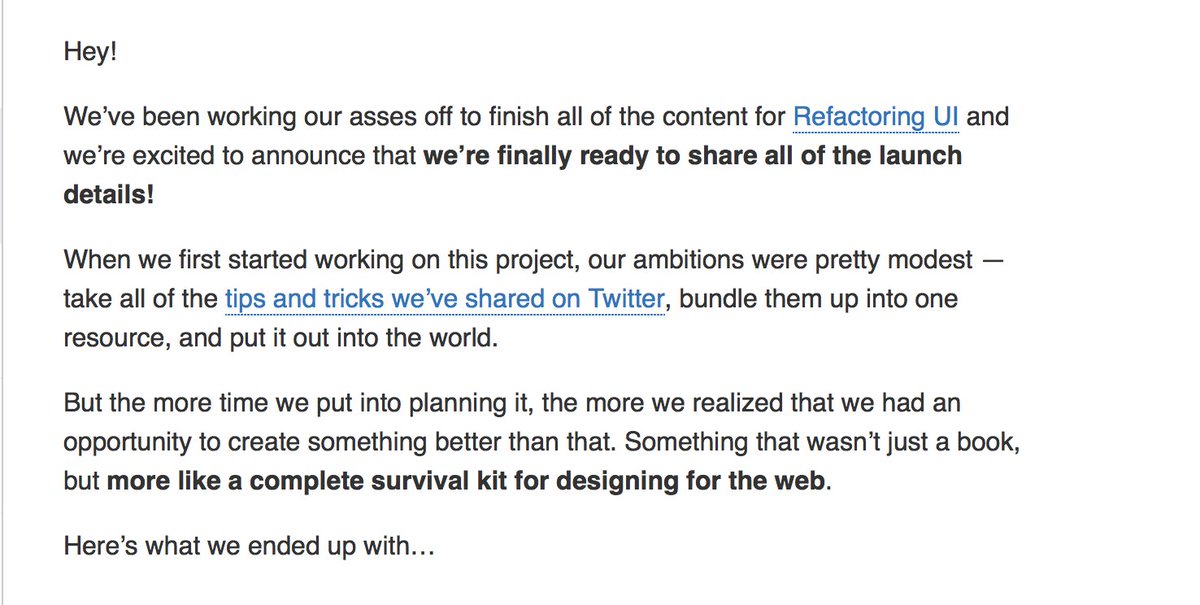 Hey!
We’ve been working our asses off to finish all of the content for Refactoring UI and
we’re excited to announce that we’re finally ready to share all of the launch
details!
When we first started working on this project, our ambitions were pretty modest —
take all of the tips and tricks we’ve shared on Twitter, bundle them up into one
resource, and put it out into the world.
But the more time we put into planning it, the more we realized that we had an
opportunity to create something better than that. Something that wasn’t just a book,
but more like a complete survival kit for designing for the web.
Here’s what we ended up with…